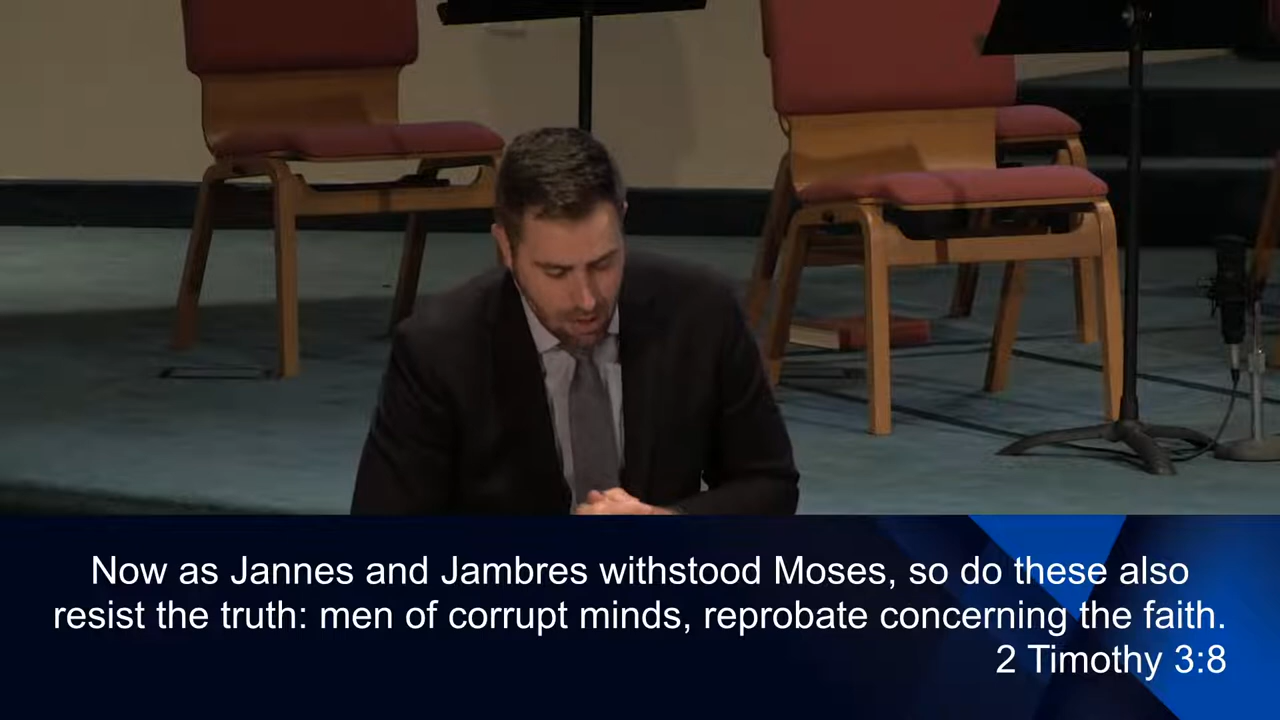 Now as Jannes and Jambres withstood Moses, so do these also
resist the truth: men of corrupt minds, reprobate concerning the faith.
2 Timothy 3:8